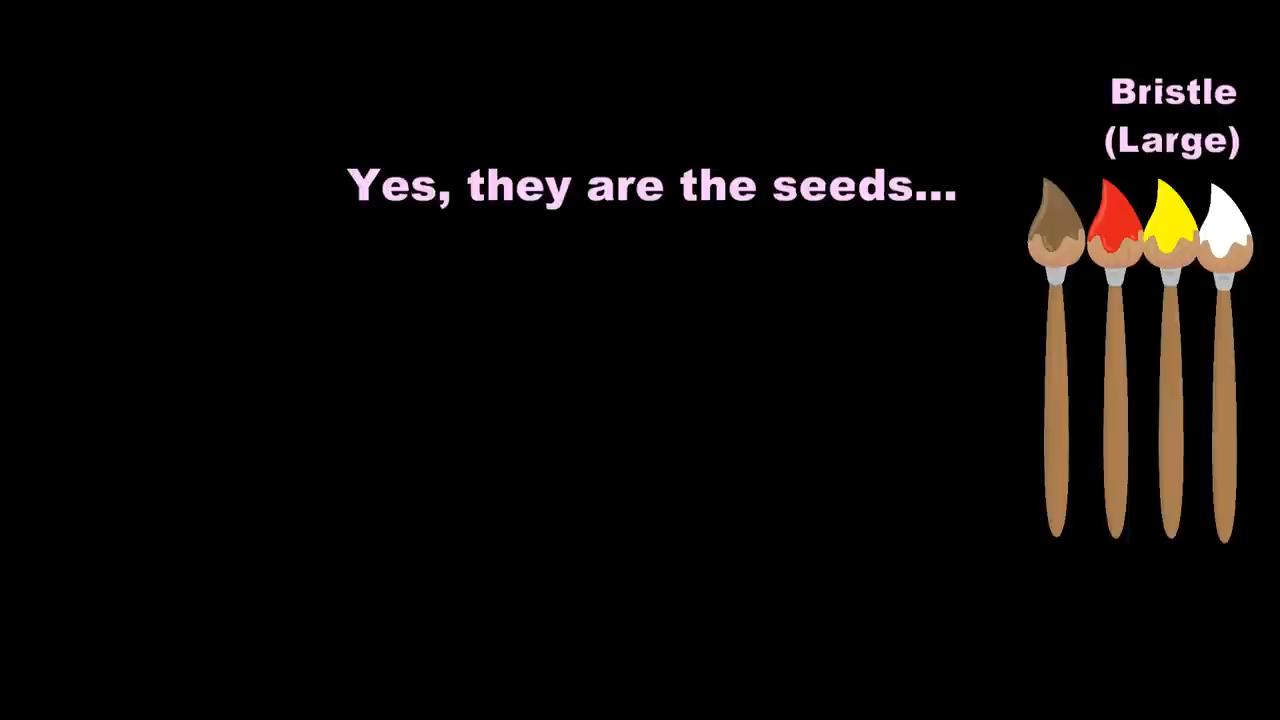 Bristle
(Large)
Yes, they are the seeds...